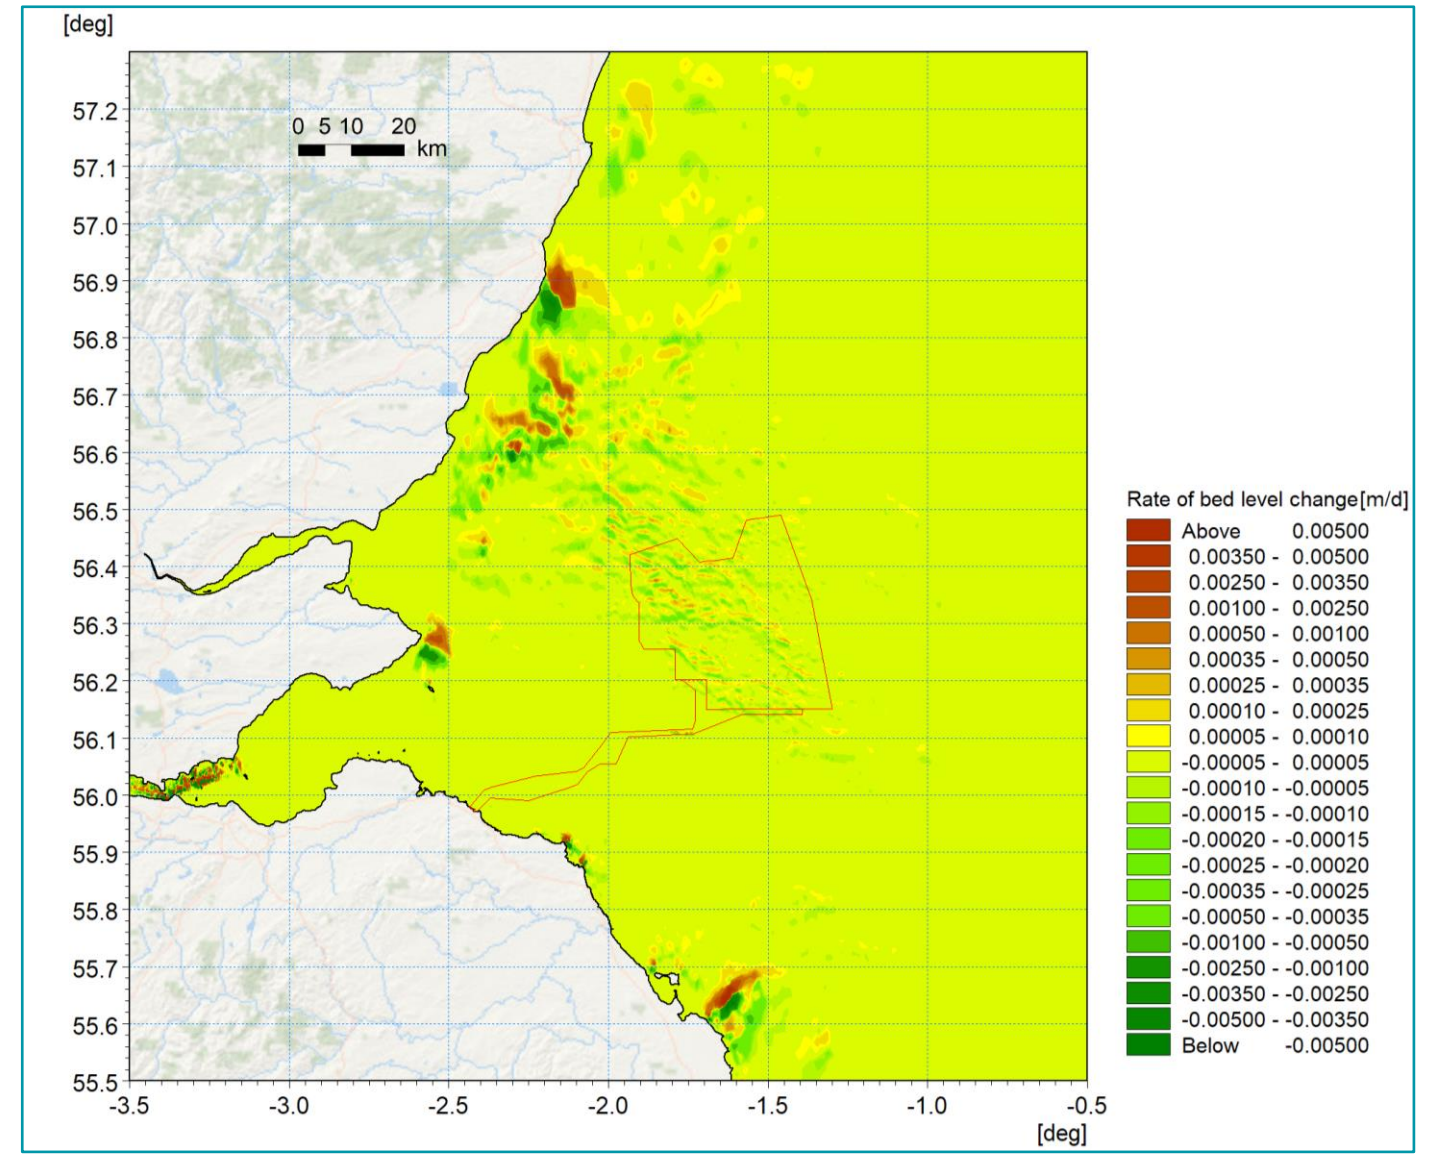 [deg]
57.2
57.1
57.0
56.9
56.8
56.7
56.6
56.5
56.4
56.3
56.2
56.1
56.0
55.9
55.8
55.7
55.6
55.5
0 5 10 20
km
-3.5 -3.0 -2.5 -2.0 -1.5 -1.0 -0.5
[deg]
Rate of bed level change[m/d]
Above 0.00500
0.00350 - 0.00500
0.00250 - 0.00350
0.00100 - 0.00250
0.00050 - 0.00100
0.00035 - 0.00050
0.00025 - 0.00035
0.00010 - 0.00025
0.00005 - 0.00010
-0.00005 - 0.00005
-0.00010 - -0.00005
-0.00015 - -0.00010
-0.00020 - -0.00015
-0.00025 - -0.00020
-0.00035 - -0.00025
-0.00050 - -0.00035
-0.00100 - -0.00050
-0.00250 - -0.00100
-0.00350 - -0.00250
-0.00500 - -0.00350
Below -0.00500